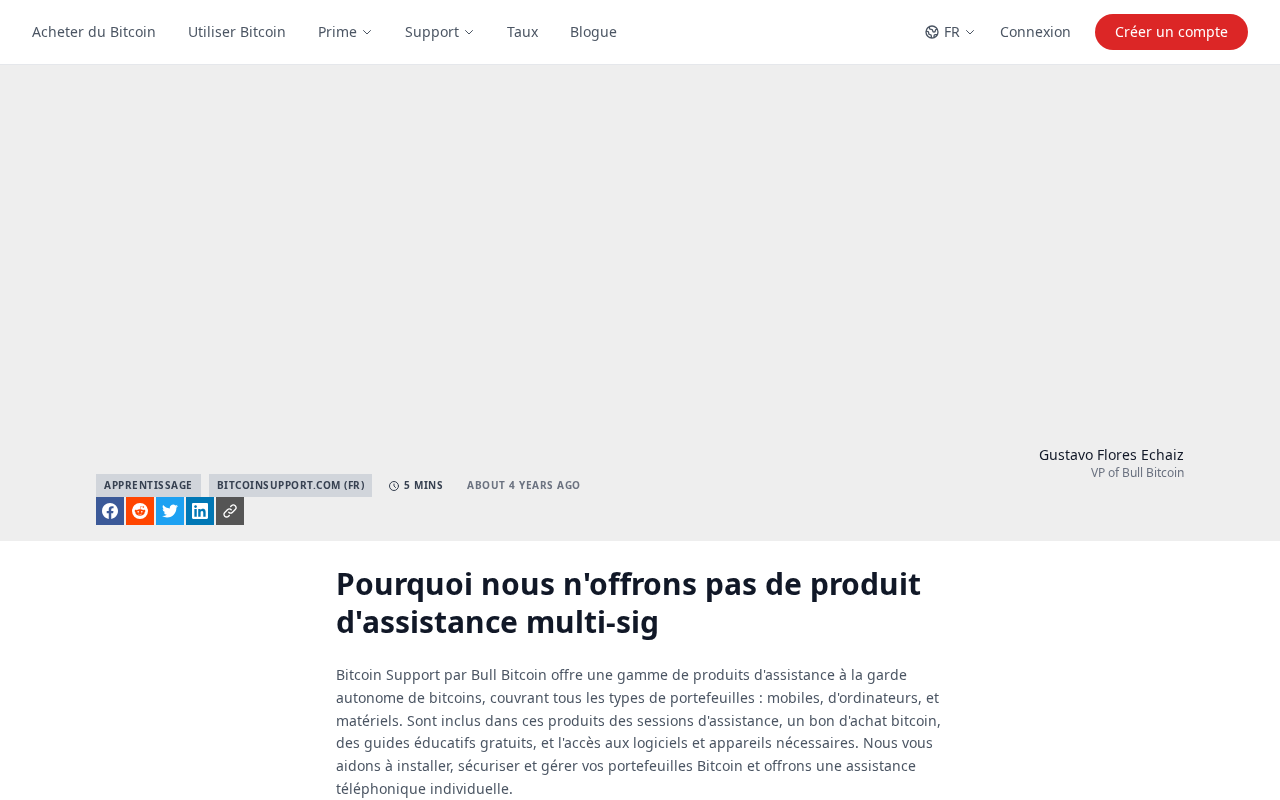 Acheter du Bitcoin Utiliser Bitcoin Prime Support Taux Blogue FR Connexion Créer un compte
Gustavo Flores Echaiz
VP of Bull Bitcoin
APPRENTISSAGE BITCOINSUPPORT.COM (FR) 5 MINS ABOUT 4 YEARS AGO
Pourquoi nous n'offrons pas de produit
d'assistance multi-sig
Bitcoin Support par Bull Bitcoin offre une gamme de produits d'assistance à la garde
autonome de bitcoins, couvrant tous les types de portefeuilles : mobiles, d'ordinateurs, et
matériels. Sont inclus dans ces produits des sessions d'assistance, un bon d'achat bitcoin,
des guides éducatifs gratuits, et l'accès aux logiciels et appareils nécessaires. Nous vous
aidons à installer, sécuriser et gérer vos portefeuilles Bitcoin et offrons une assistance
téléphonique individuelle.